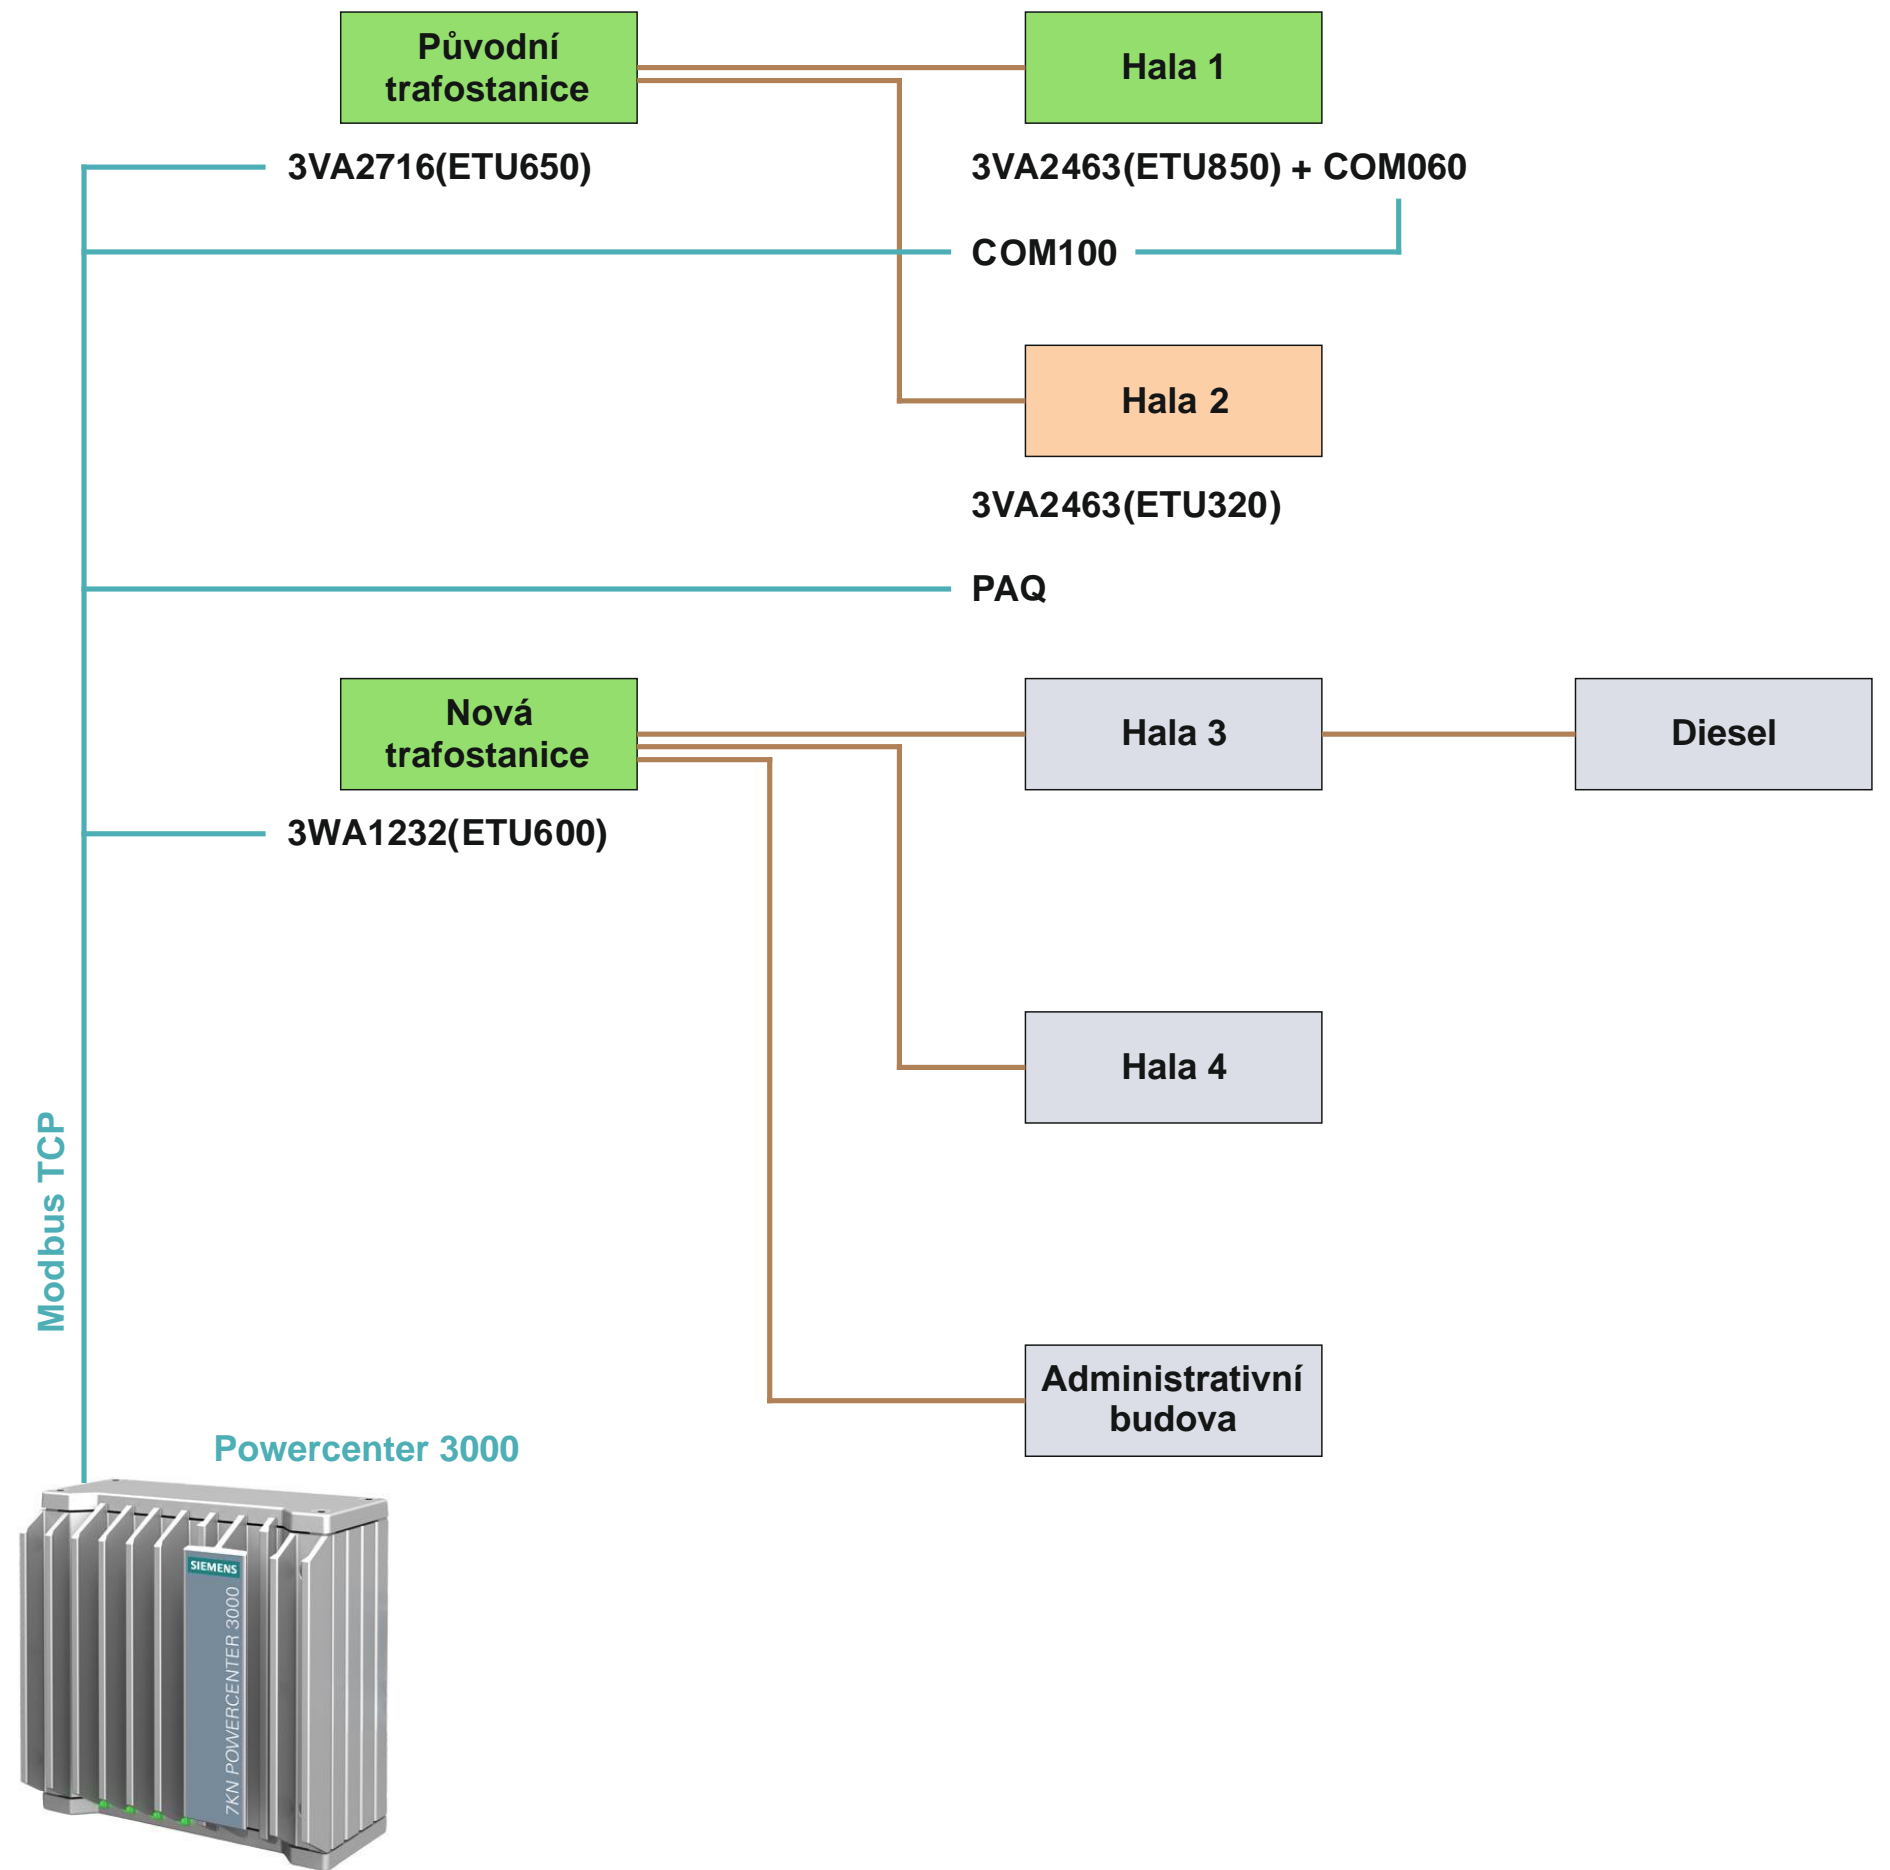 Původní
trafostanice
Hala 1
3VA2716(ETU650)
3VA2463(ETU850) + COM060
COM100
Hala 2
3VA2463(ETU320)
PAQ
Nová
trafostanice
Hala 3
Diesel
3WA1232(ETU600)
Hala 4
Modbus TCP
Administrativní
budova
Powercenter 3000
SIEMENS
7KN POWERCENTER 3000